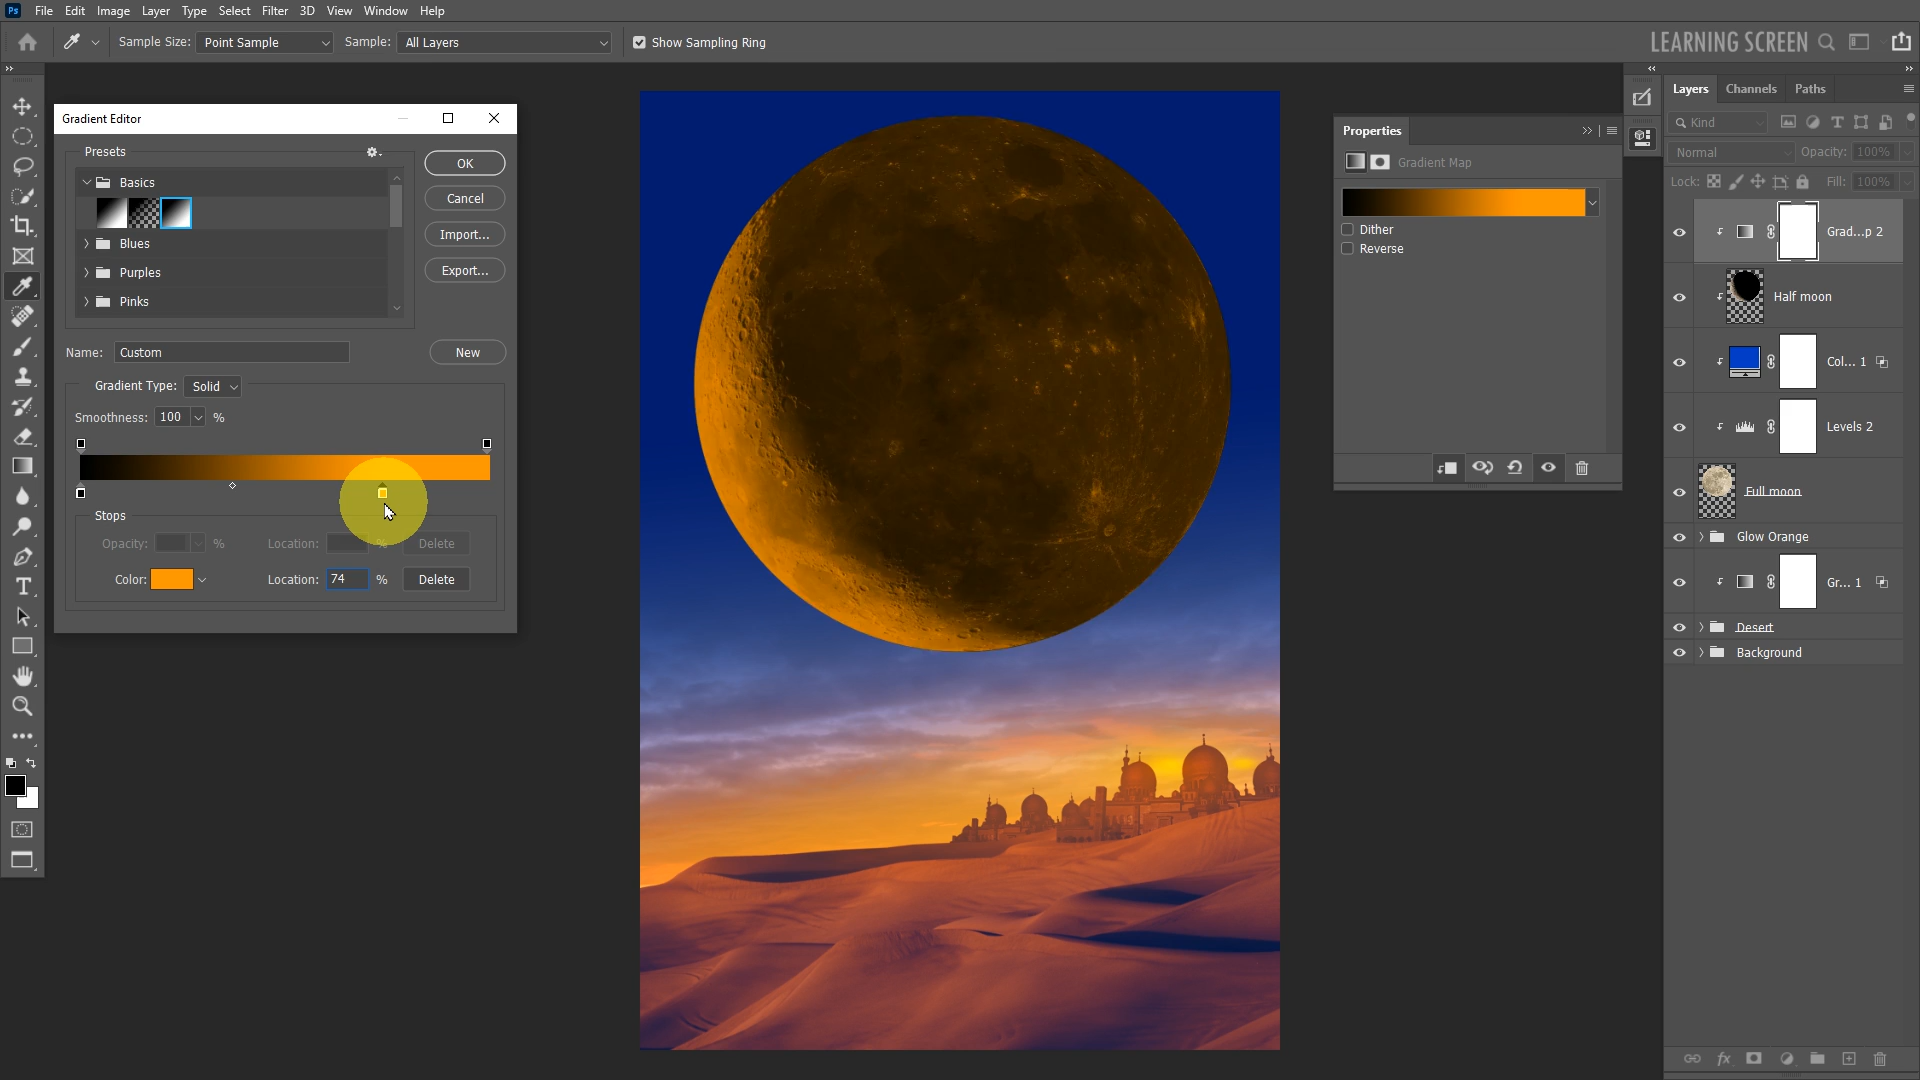 Ps File Edit Image Layer Type Select Filter 3D View Window Help
Sample Size: Point Sample Sample: All Layers Show Sampling Ring LEARNING SCREEN
Gradient Editor
Presets
Basics
Blues
Purples
Pinks
OK
Cancel
Import...
Export...
Name: Custom New
Gradient Type: Solid
Smoothness: 100 %
Stops
Opacity: % Location: % Delete
Color: Location: 74 % Delete
Properties
Gradient Map
Dither
Reverse
Layers Channels Paths
Kind
Normal Opacity: 100%
Lock: Fill: 100%
Grad...p 2
Half moon
Col... 1
Levels 2
Full moon
Glow Orange
Gr... 1
Desert
Background
fx